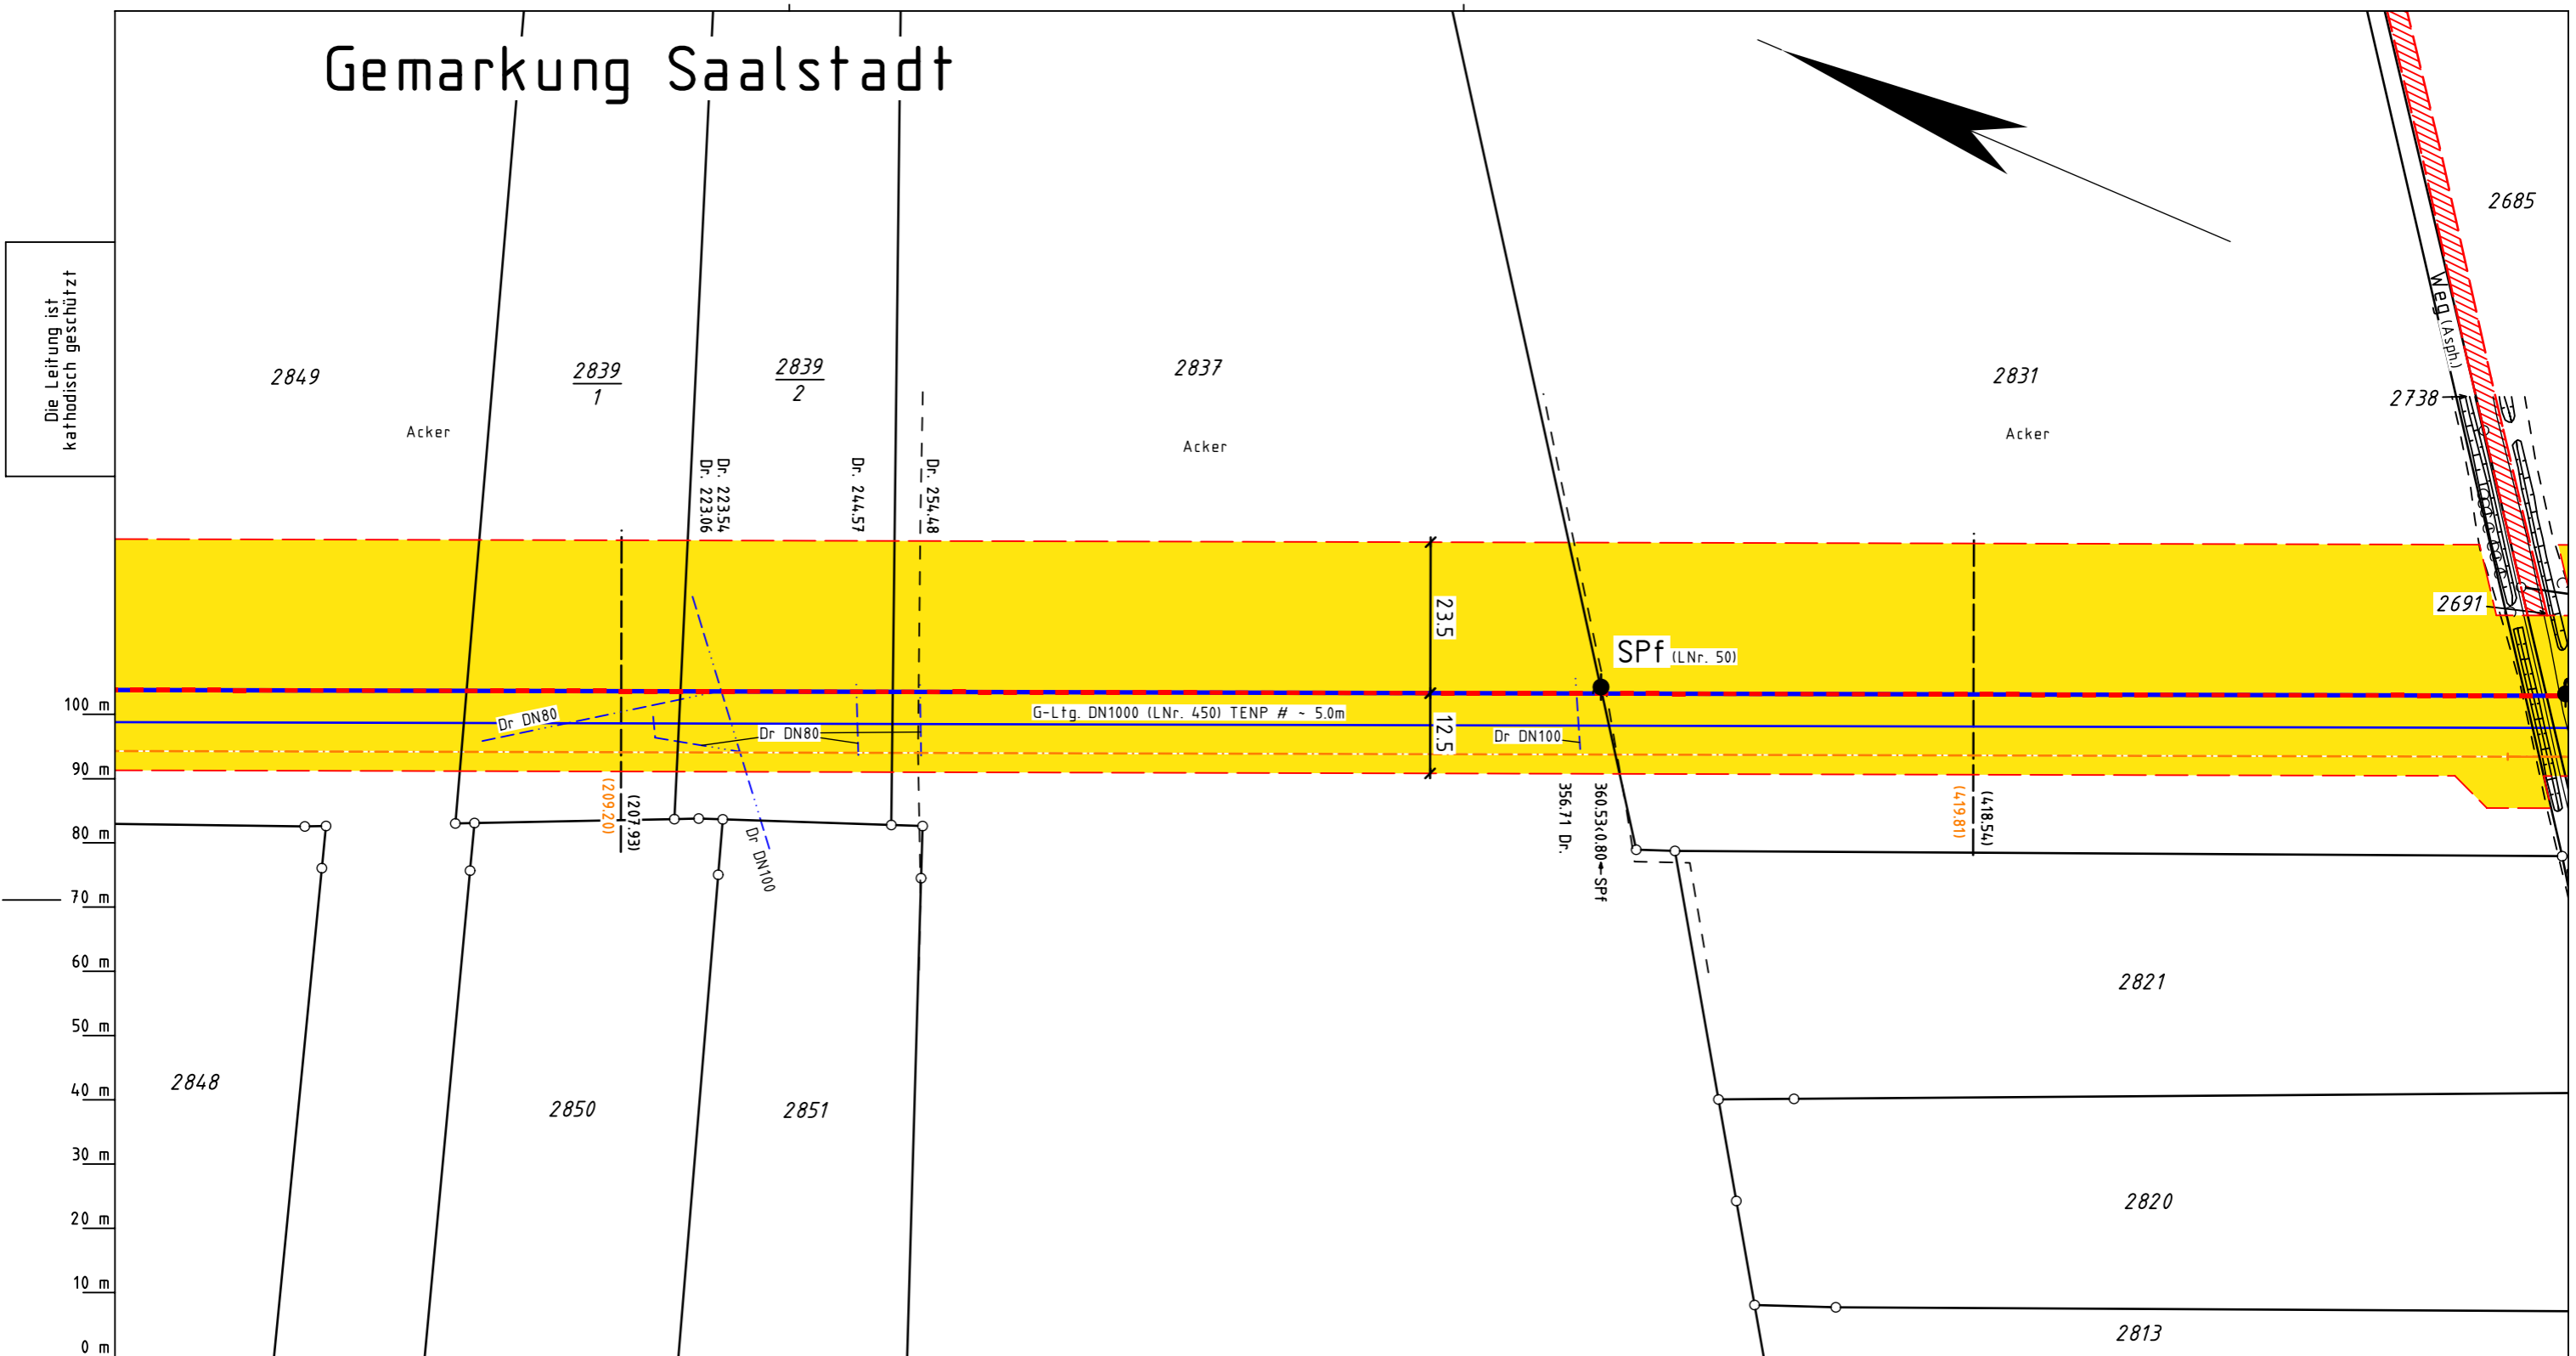 Gemarkung Saalstadt
Die Leitung ist
kathodisch geschützt
2685
Weg (Asph.)
2849
2839
1
2839
2
2837
2831
2738
Acker
Acker
Acker
Dr. 223.06
Dr. 223.54
Dr. 244.57
Dr. 254.48
23.5
2691
SPf (LNr. 50)
100 m
Dr DN80
G-Ltg. DN1000 (LNr. 450) TENP # ~ 5.0m
Dr DN80
12.5
Dr DN100
90 m
(209.20)
(207.93)
Dr DN100
356.71 Dr.
360.53<0.80 SPf
(419.81)
(418.54)
80 m
70 m
60 m
2821
50 m
40 m
2848
2850
2851
30 m
20 m
2820
10 m
0 m
2813